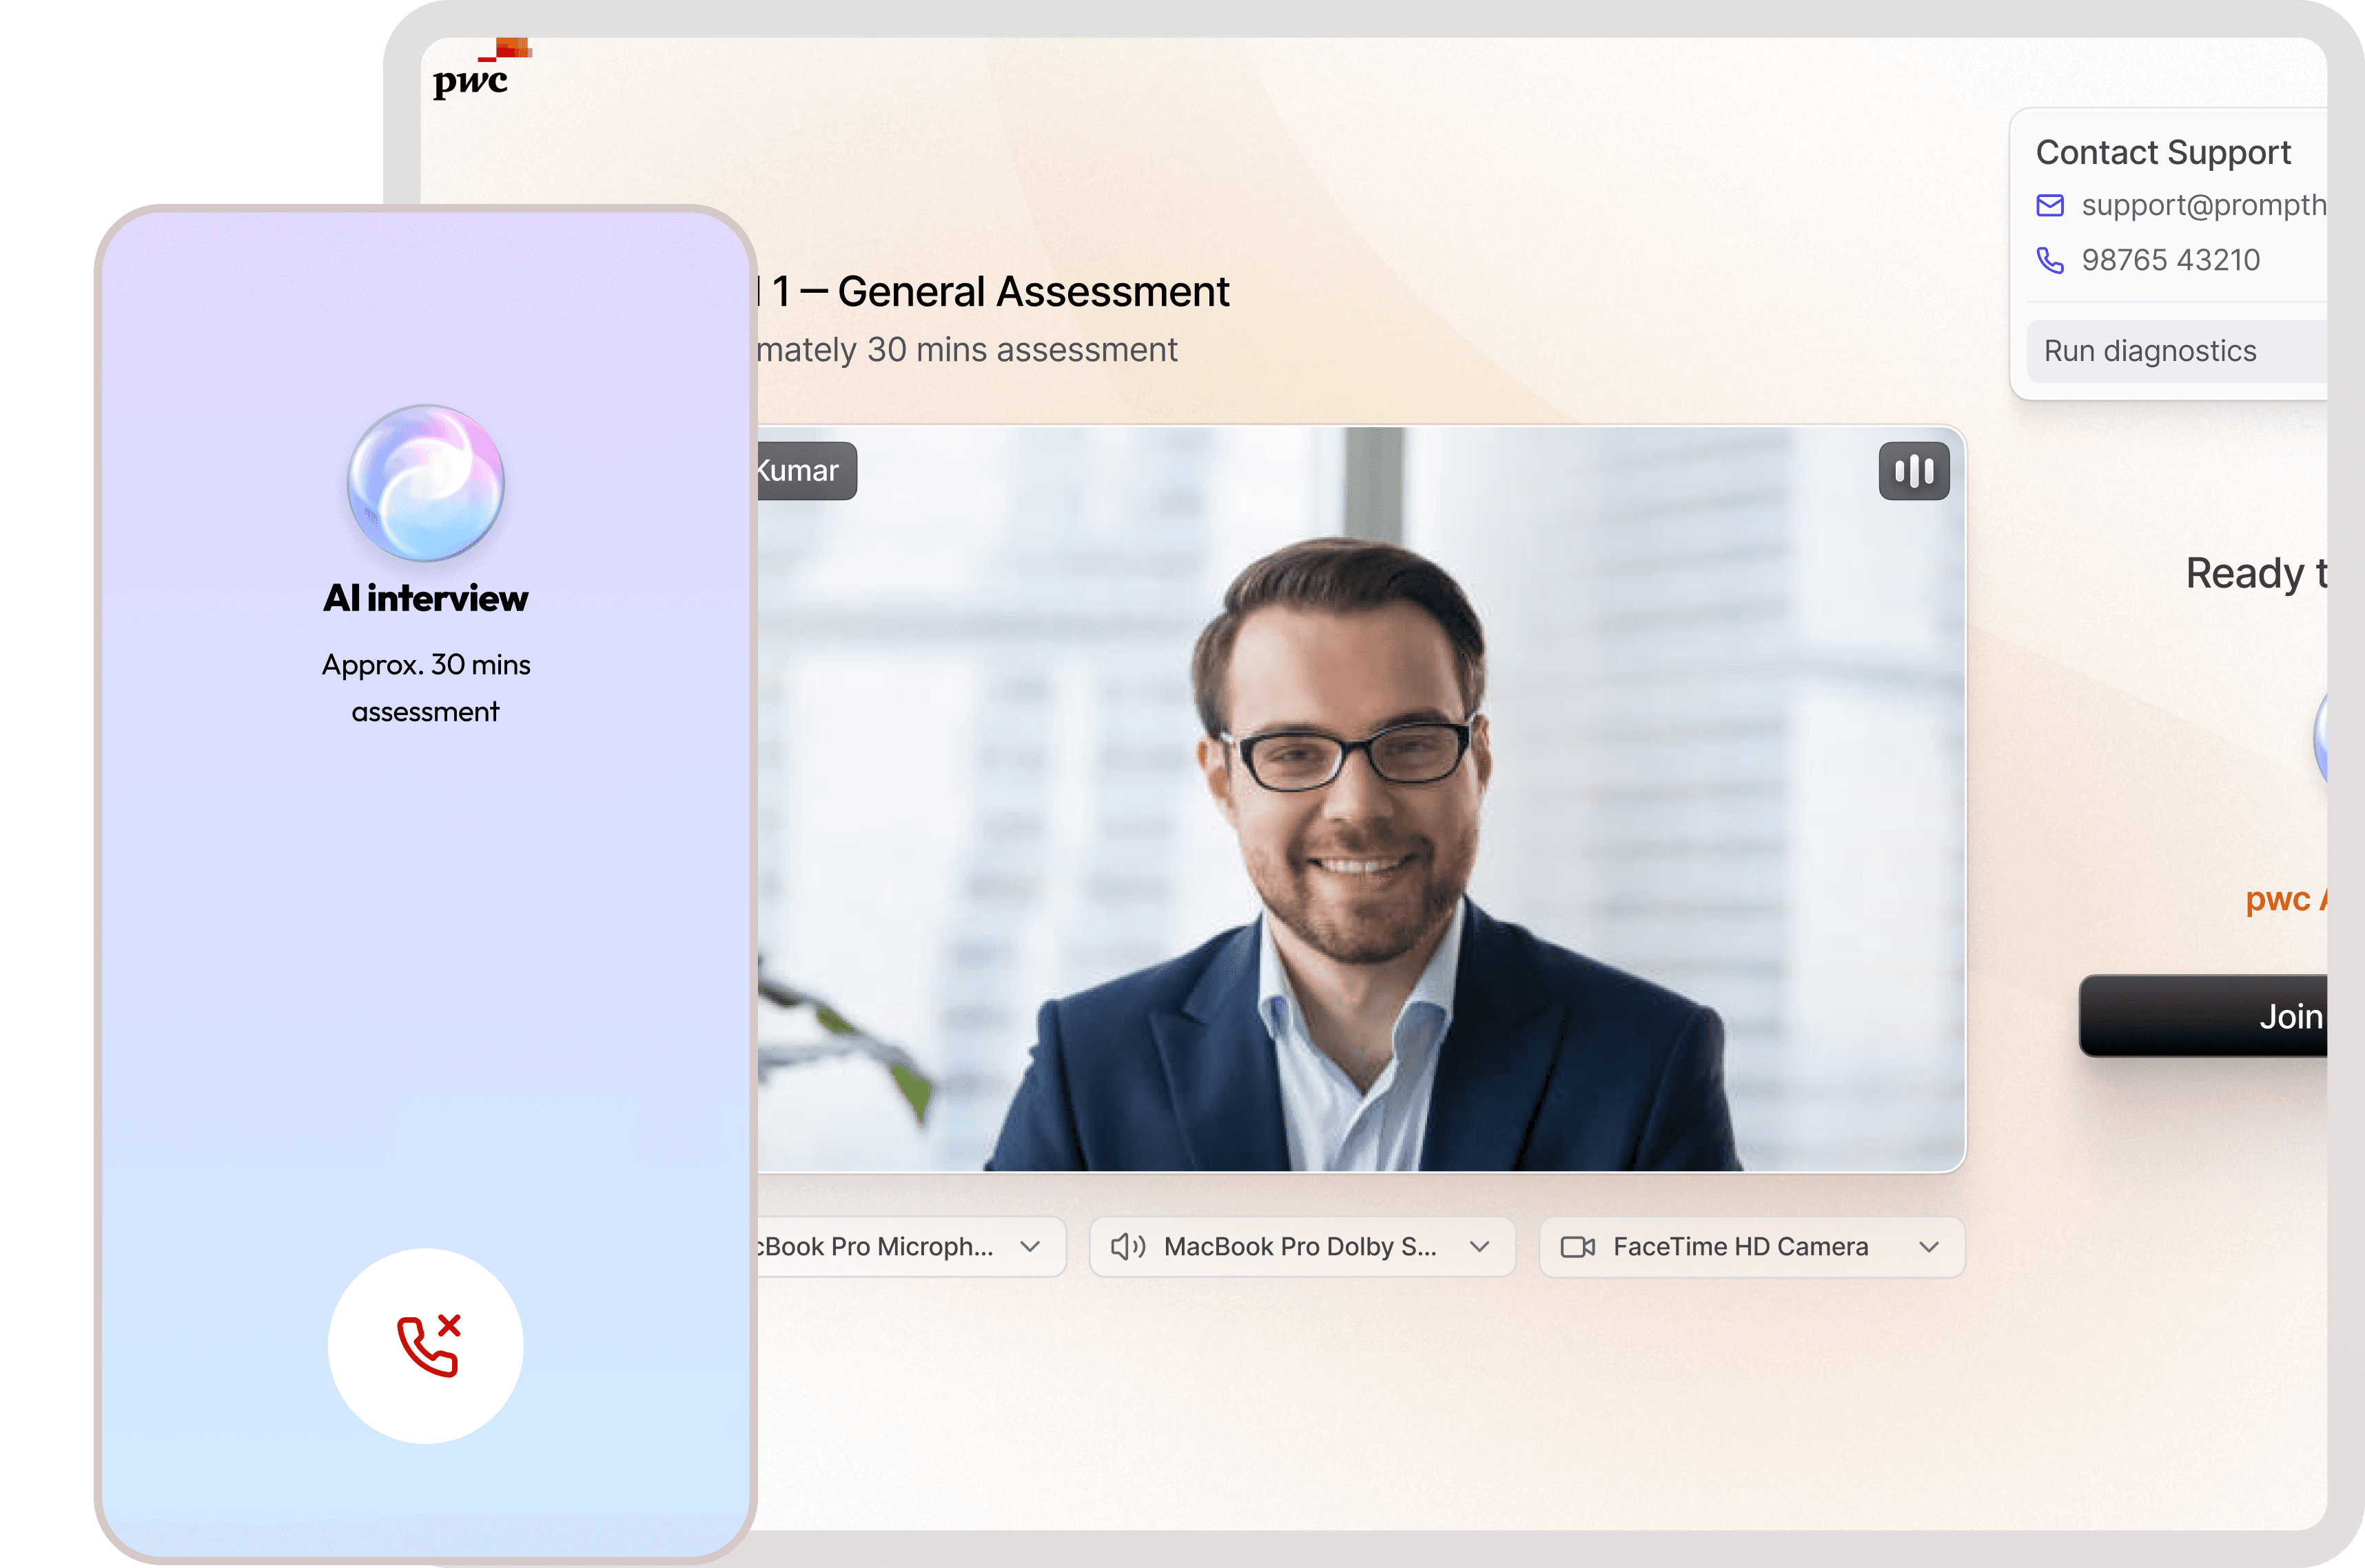 pwc
Contact Support
support@prompth
98765 43210
Run diagnostics
1 — General Assessment
mately 30 mins assessment
Kumar
AI interview
Approx. 30 mins
assessment
Ready t
pwc
Join
cBook Pro Microph...
MacBook Pro Dolby S...
FaceTime HD Camera